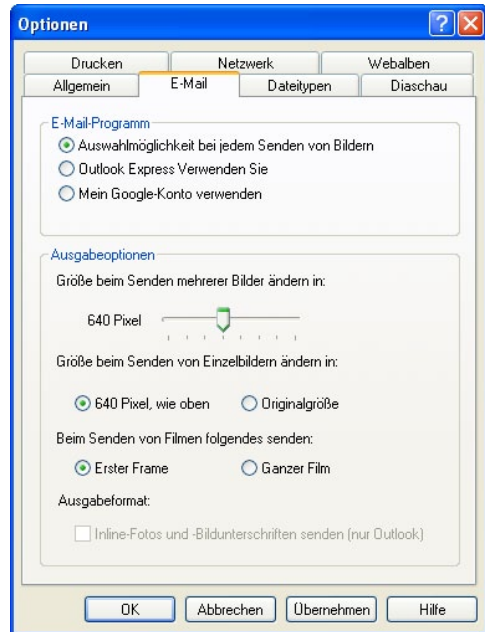 Optionen
Drucken Netzwerk Webalben
Allgemein E-Mail Dateitypen Diaschau
E-Mail-Programm
Auswahlmöglichkeit bei jedem Senden von Bildern
Outlook Express Verwenden Sie
Mein Google-Konto verwenden
Ausgabeoptionen
Größe beim Senden mehrerer Bilder ändern in:
640 Pixel
Größe beim Senden von Einzelbildern ändern in:
640 Pixel, wie oben Originalgröße
Beim Senden von Filmen folgendes senden:
Erster Frame Ganzer Film
Ausgabeformat:
Inline-Fotos und -Bildunterschriften senden (nur Outlook)
OK Abbrechen Übernehmen Hilfe